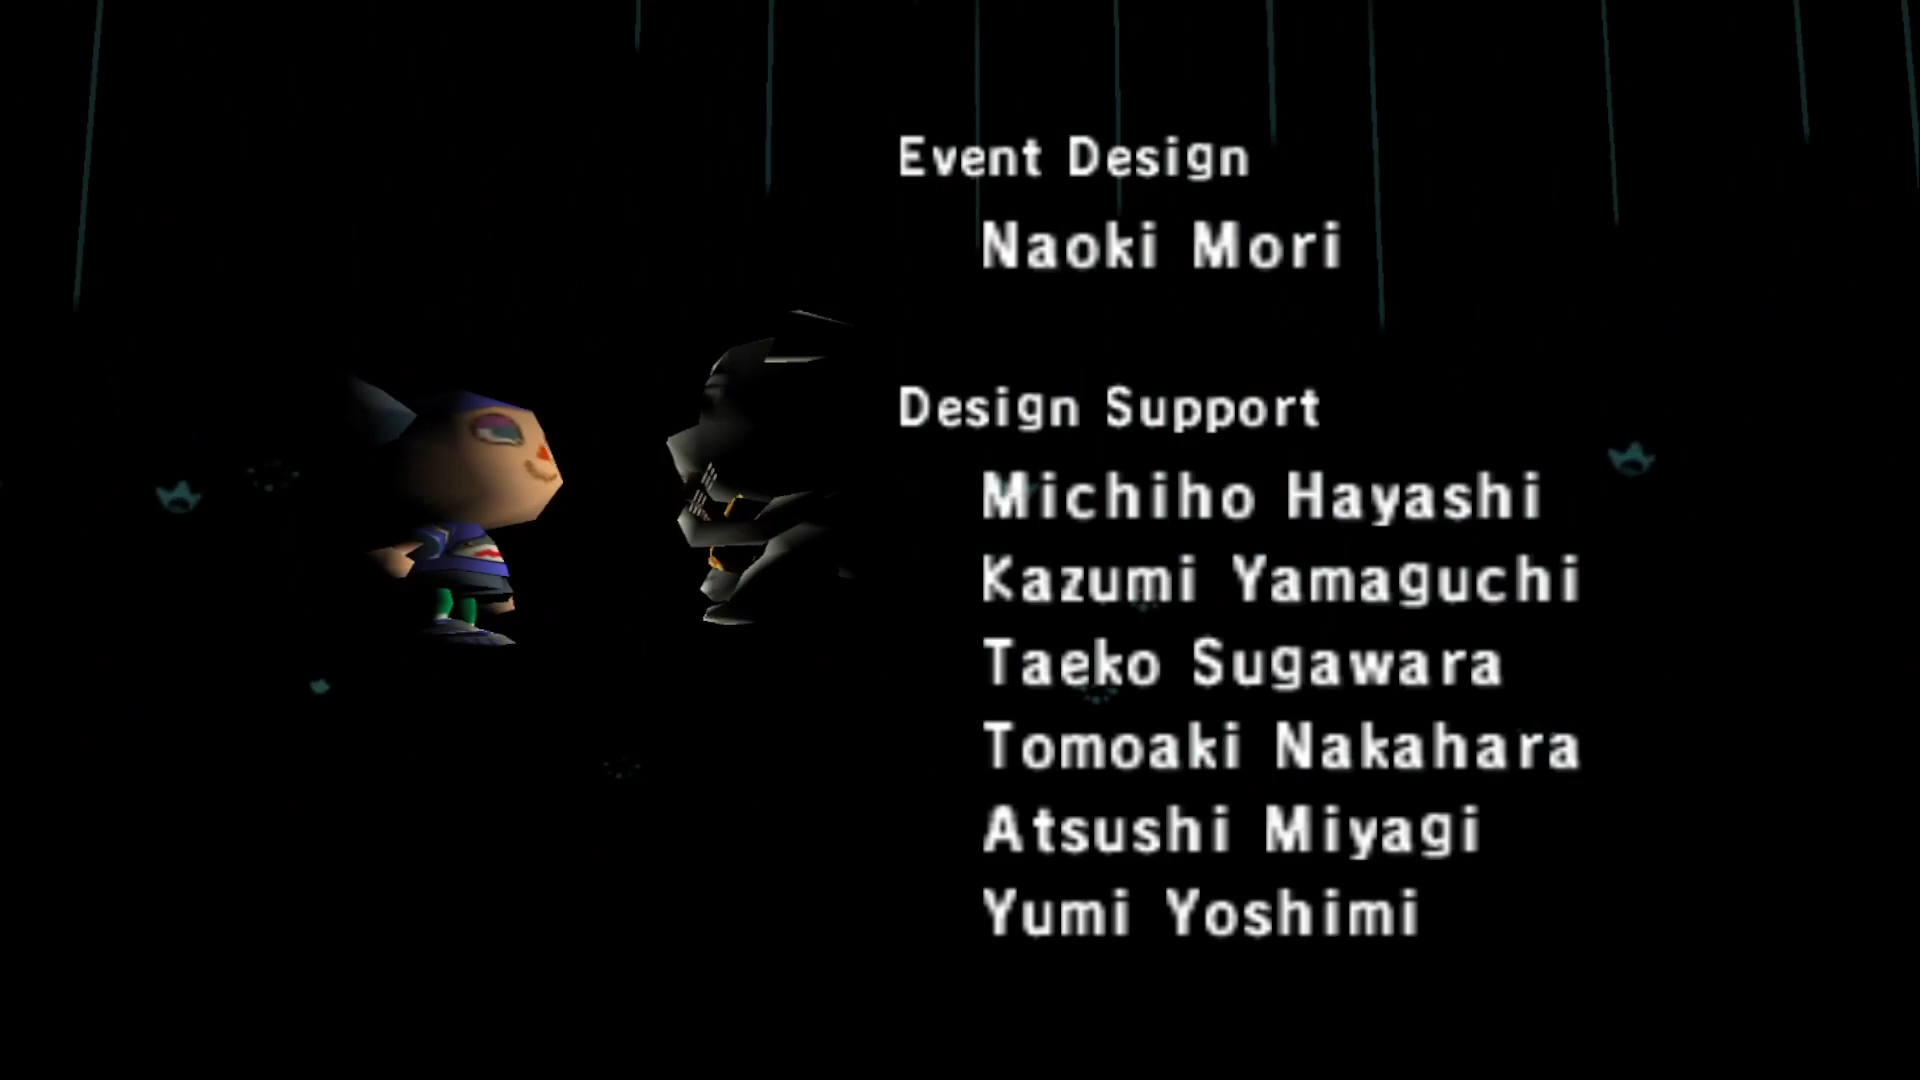 Event Design
Naoki Mori
Design Support
Michiho Hayashi
Kazumi Yamaguchi
Taeko Sugawara
Tomoaki Nakahara
Atsushi Miyagi
Yumi Yoshimi